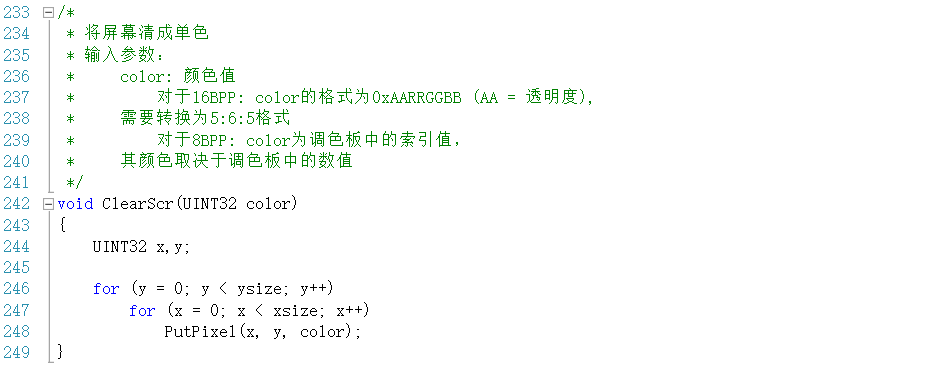 233 /*
234  * 将屏幕清成单色
235  * 输入参数：
236  *     color: 颜色值
237  *         对于16BPP: color的格式为0xAARRGGBB (AA = 透明度),
238  *     需要转换为5:6:5格式
239  *         对于8BPP: color为调色板中的索引值，
240  *     其颜色取决于调色板中的数值
241  */
242 void ClearScr(UINT32 color)
243 {
244     UINT32 x,y;
245
246     for (y = 0; y < ysize; y++)
247         for (x = 0; x < xsize; x++)
248             PutPixel(x, y, color);
249 }